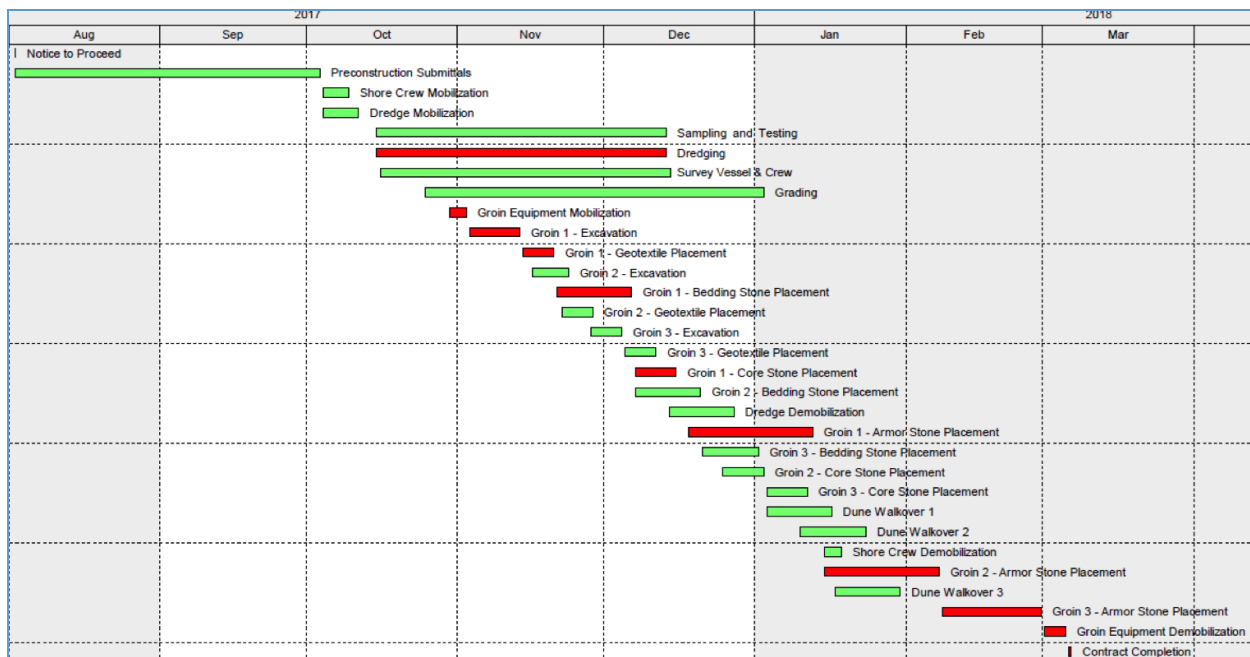 2017 2018
Aug Sep Oct Nov Dec Jan Feb Mar
Notice to Proceed
Preconstruction Submittals
Shore Crew Mobilization
Dredge Mobilization
Sampling and Testing
Dredging
Survey Vessel & Crew
Grading
Groin Equipment Mobilization
Groin 1 - Excavation
Groin 1 - Geotextile Placement
Groin 2 - Excavation
Groin 1 - Bedding Stone Placement
Groin 2 - Geotextile Placement
Groin 3 - Excavation
Groin 3 - Geotextile Placement
Groin 1 - Core Stone Placement
Groin 2 - Bedding Stone Placement
Dredge Demobilization
Groin 1 - Armor Stone Placement
Groin 3 - Bedding Stone Placement
Groin 2 - Core Stone Placement
Groin 3 - Core Stone Placement
Dune Walkover 1
Dune Walkover 2
Shore Crew Demobilization
Groin 2 - Armor Stone Placement
Dune Walkover 3
Groin 3 - Armor Stone Placement
Groin Equipment Demobilization
Contract Completion